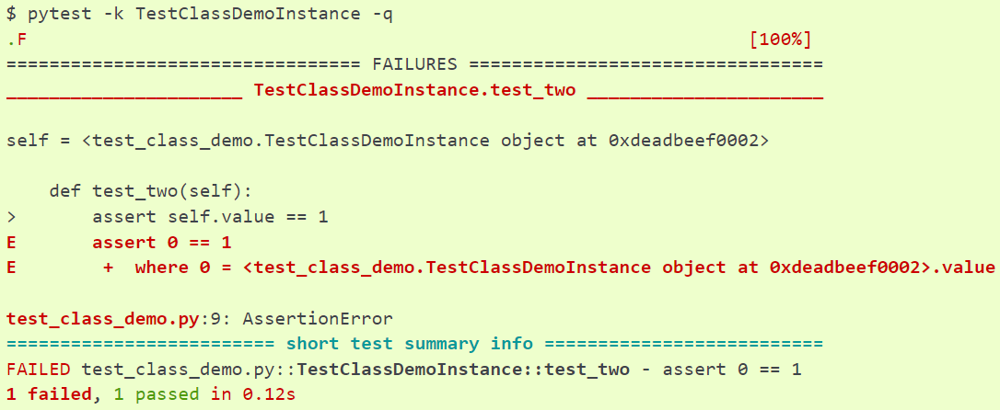 $ pytest -k TestClassDemoInstance -q
.F [100%]
================================= FAILURES =================================
______________________ TestClassDemoInstance.test_two ______________________
self = <test_class_demo.TestClassDemoInstance object at 0xdeadbeef0002>
    def test_two(self):
>       assert self.value == 1
E       assert 0 == 1
E        +  where 0 = <test_class_demo.TestClassDemoInstance object at 0xdeadbeef0002>.value
test_class_demo.py:9: AssertionError
========================= short test summary info ==========================
FAILED test_class_demo.py::TestClassDemoInstance::test_two - assert 0 == 1
1 failed, 1 passed in 0.12s